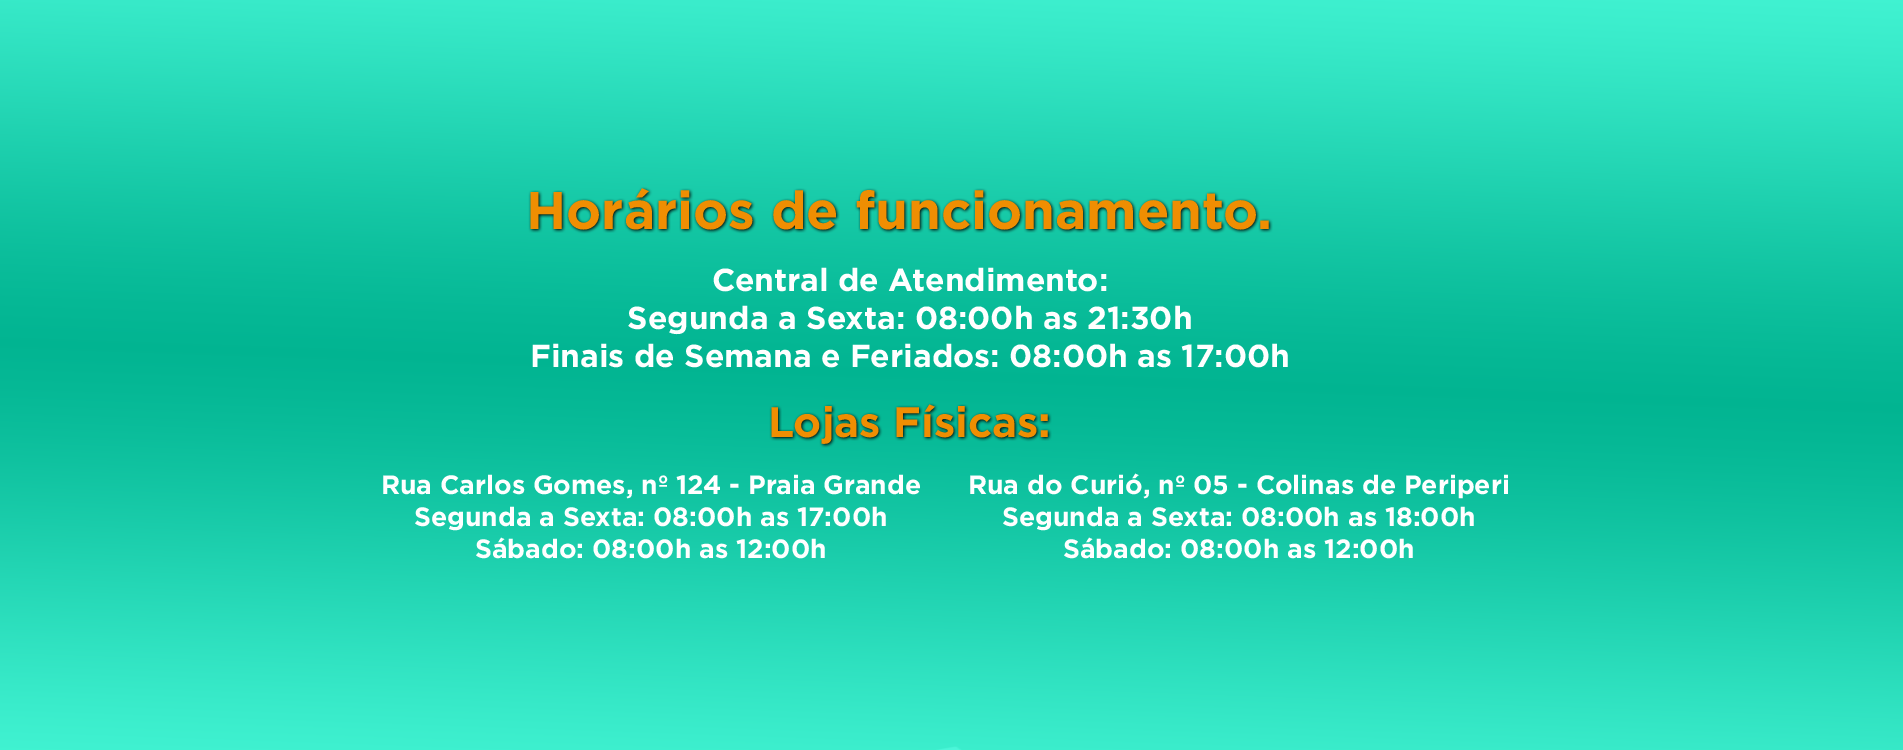 Horários de funcionamento.
Central de Atendimento:
Segunda a Sexta: 08:00h as 21:30h
Finais de Semana e Feriados: 08:00h as 17:00h
Lojas Físicas:
Rua Carlos Gomes, nº 124 - Praia Grande
Segunda a Sexta: 08:00h as 17:00h
Sábado: 08:00h as 12:00h
Rua do Curió, nº 05 - Colinas de Periperi
Segunda a Sexta: 08:00h as 18:00h
Sábado: 08:00h as 12:00h